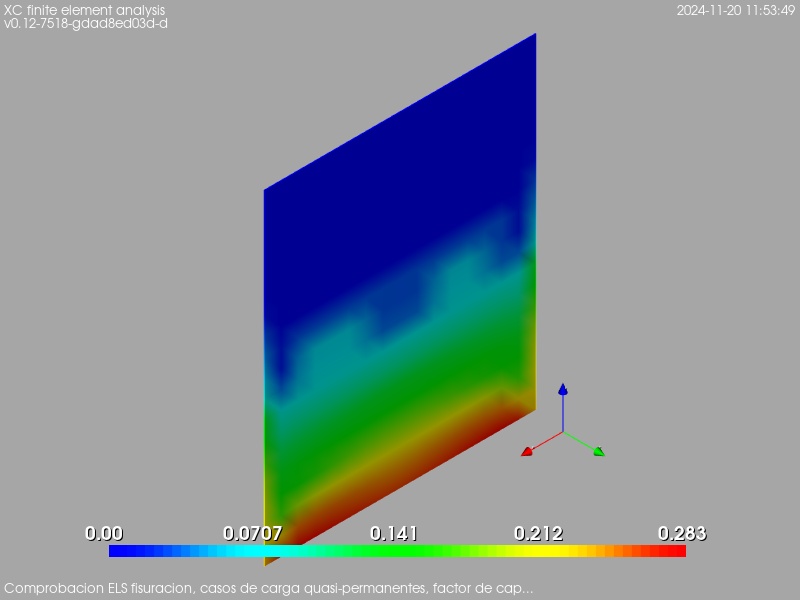 XC finite element analysis
v0.12-7518-gdad8ed03d-d
2024-11-20 11:53:49
0.00 0.0707 0.141 0.212 0.283
Comprobacion ELS fisuracion, casos de carga quasi-permanentes, factor de cap...